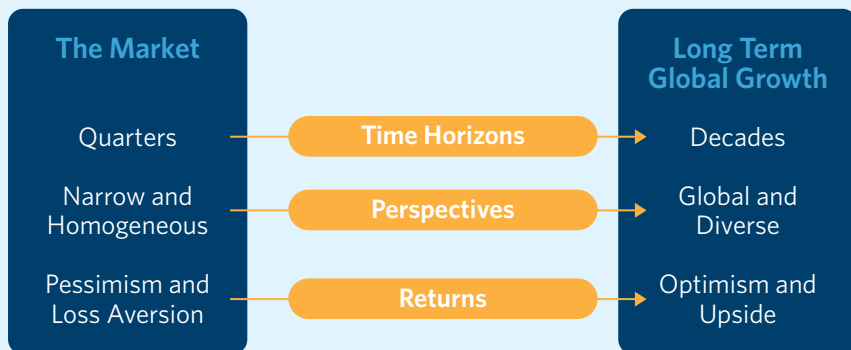 The Market
Long Term
Global Growth
Quarters
Time Horizons
Decades
Narrow and
Homogeneous
Perspectives
Global and
Diverse
Pessimism and
Loss Aversion
Returns
Optimism and
Upside